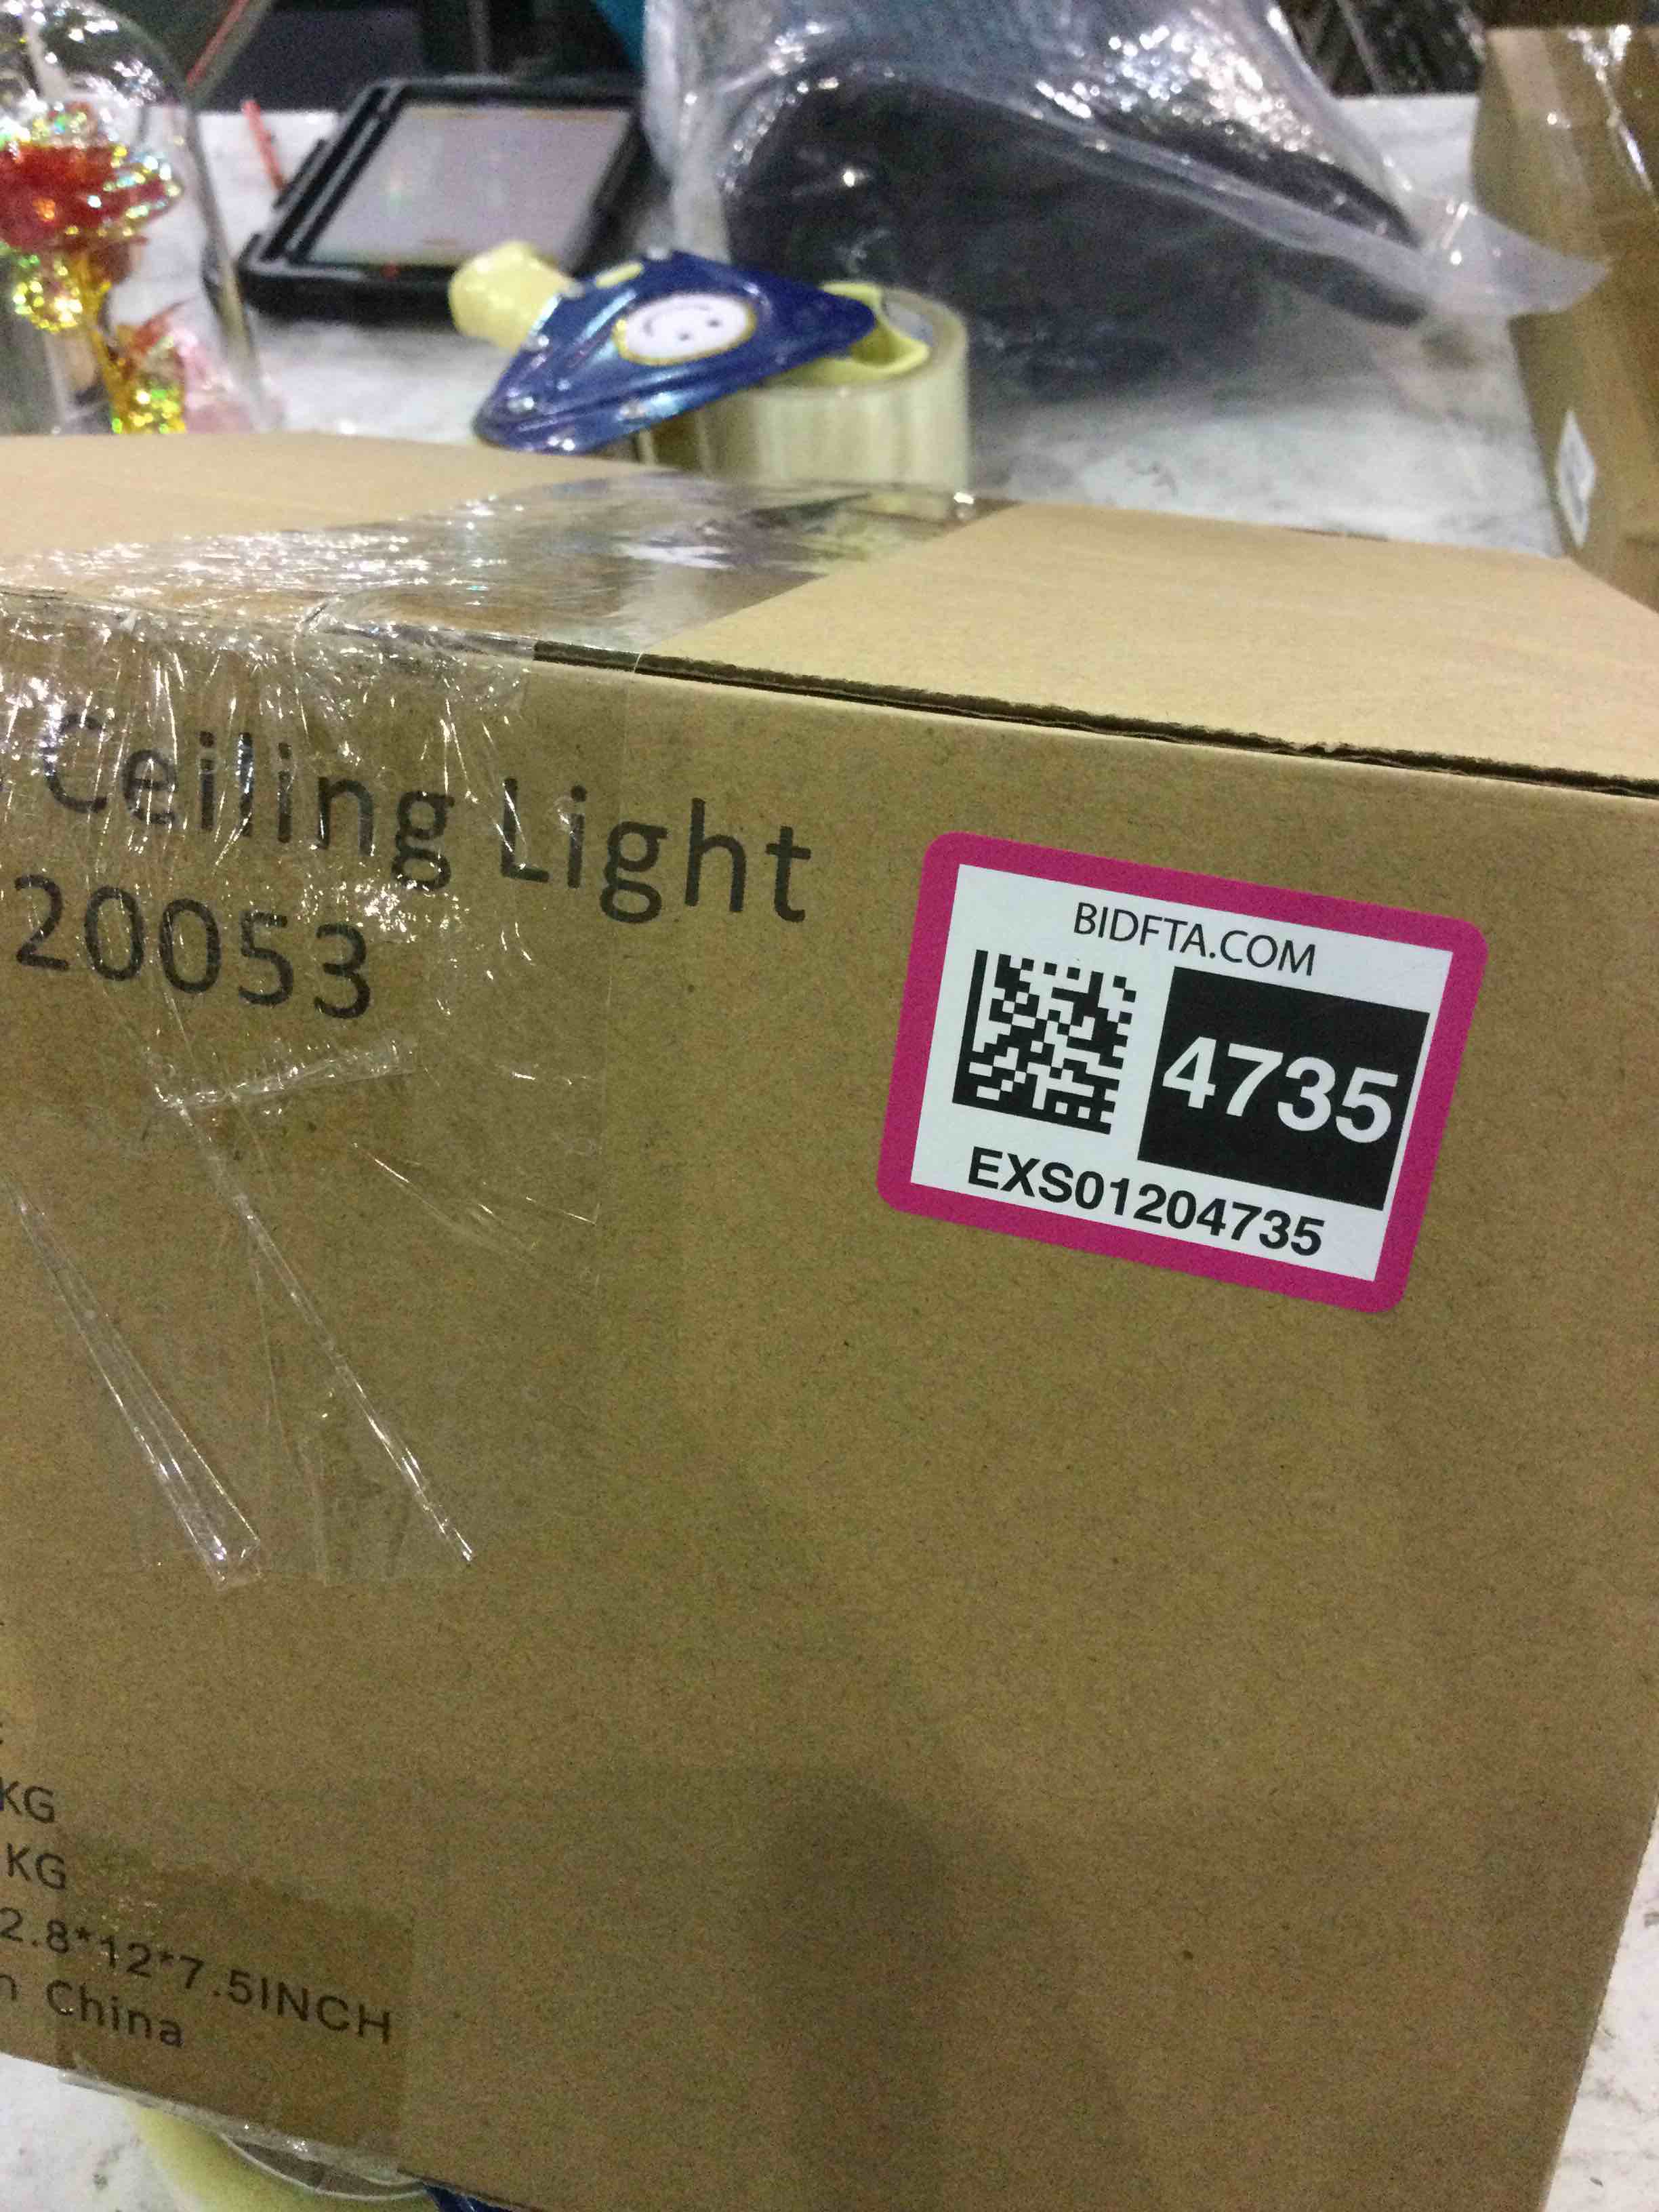 Ceiling Light
20053
BIDFTA.COM
4735
EXS01204735
KG
KG
2.8*12*7.5INCH
China